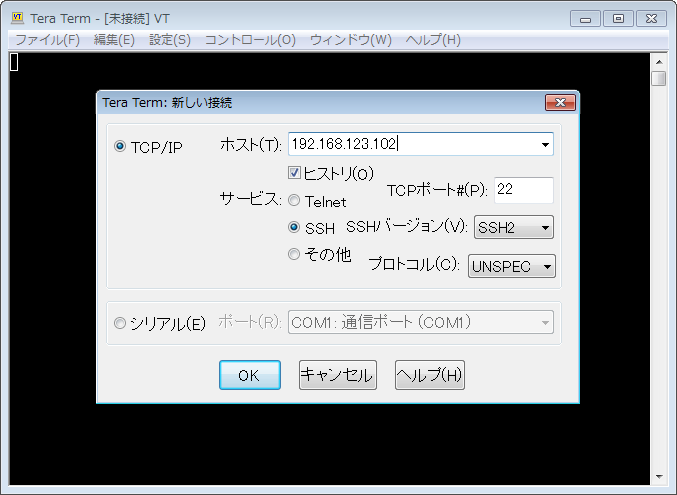 Tera Term - [未接続] VT
ファイル(F) 編集(E) 設定(S) コントロール(O) ウィンドウ(W) ヘルプ(H)
Tera Term: 新しい接続
TCP/IP ホスト(T): 192.168.123.102
ヒストリ(O)
サービス: Telnet TCPポート#(P): 22
SSH SSHバージョン(V): SSH2
その他 プロトコル(C): UNSPEC
シリアル(E) ポート(R): COM1: 通信ポート (COM1)
OK キャンセル ヘルプ(H)